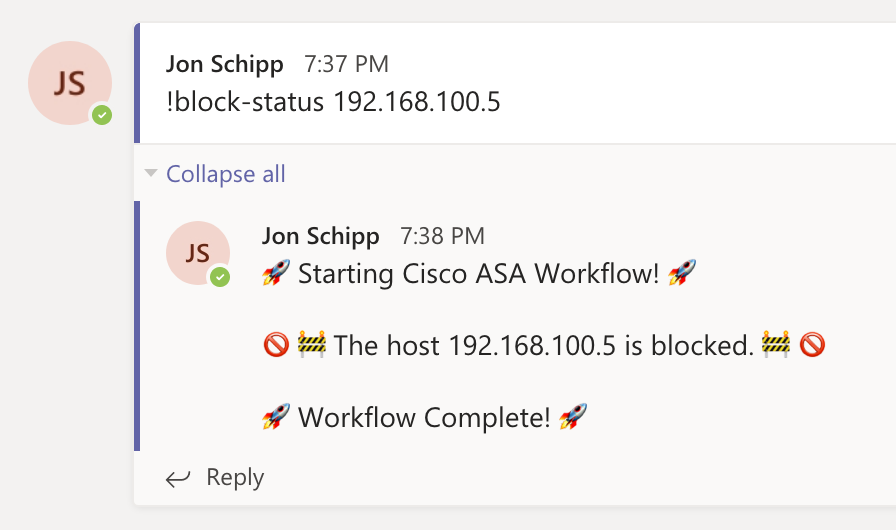 JS
Jon Schipp 7:37 PM
!block-status 192.168.100.5
Collapse all
JS
Jon Schipp 7:38 PM
🚀 Starting Cisco ASA Workflow! 🚀
🚫 🚧 The host 192.168.100.5 is blocked. 🚧 🚫
🚀 Workflow Complete! 🚀
Reply